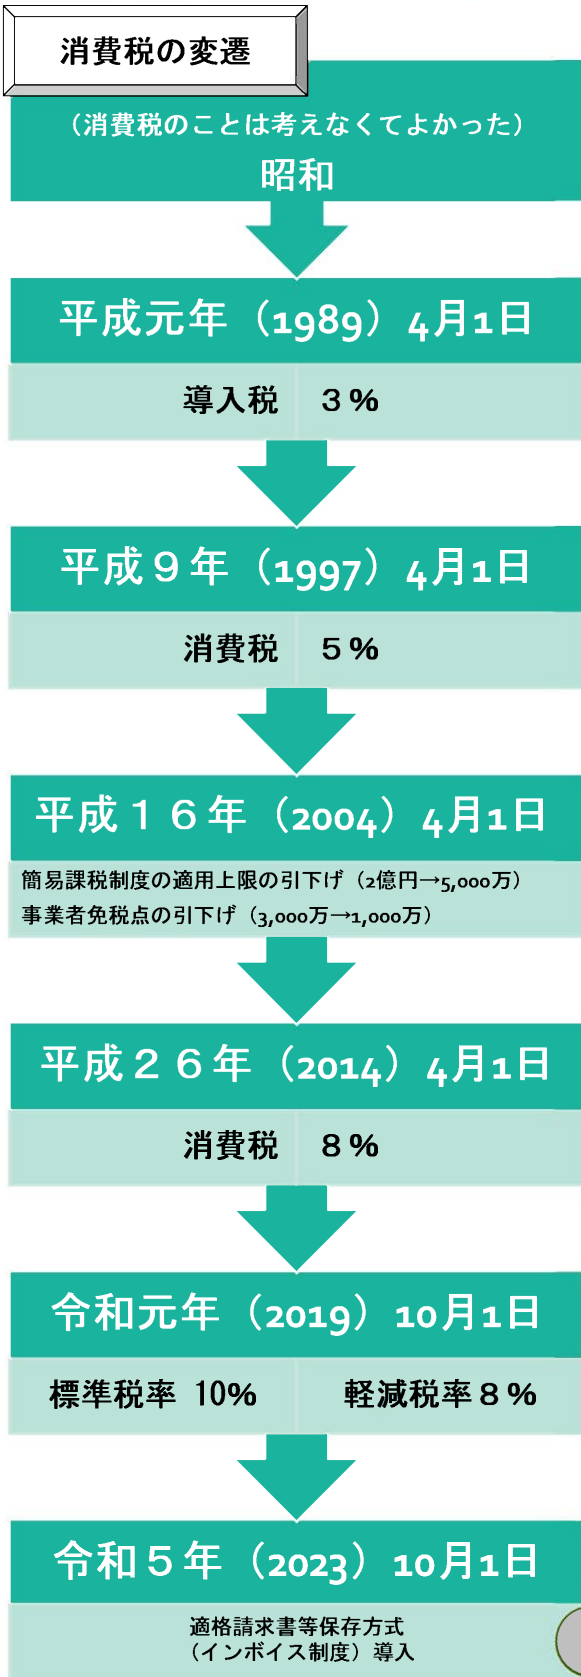 消費税の変遷
（消費税のことは考えなくてよかった）
昭和
平成元年（1989）4月1日
導入税 ３%
平成９年（1997）4月1日
消費税 ５%
平成１６年（2004）4月1日
簡易課税制度の適用上限の引下げ（2億円→5,000万）
事業者免税点の引下げ（3,000万→1,000万）
平成２６年（2014）4月1日
消費税 ８%
令和元年（2019）10月1日
標準税率 10% 軽減税率８%
令和５年（2023）10月1日
適格請求書等保存方式
（インボイス制度）導入